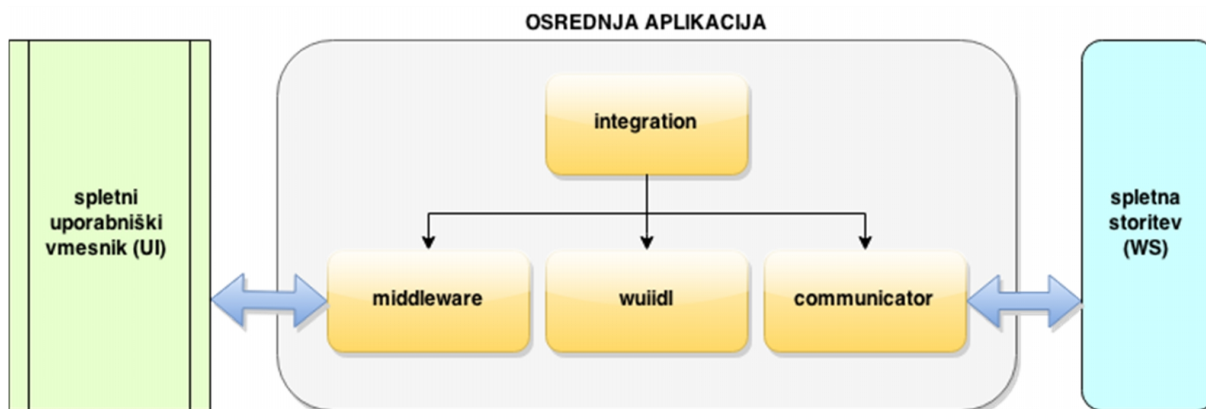 OSREDNJA APLIKACIJA
integration
spletni
uporabniški
vmesnik (UI)
middleware
wuiidl
communicator
spletna
storitev
(WS)